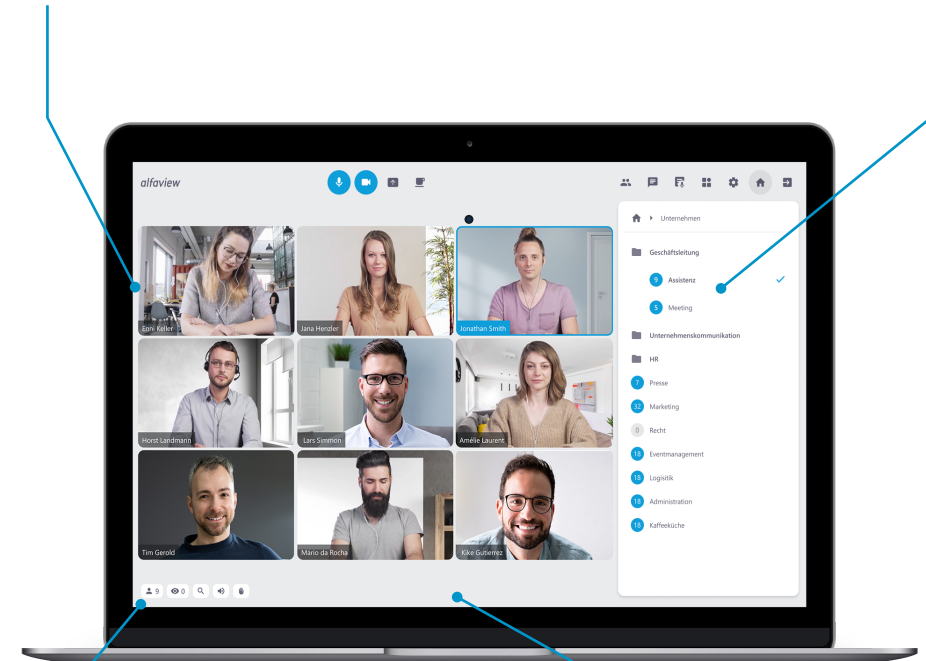 alfaview
Unternehmen
Geschäftsleitung
9 Assistenz
5 Meeting
Unternehmenskommunikation
HR
7 Presse
32 Marketing
0 Recht
18 Eventmanagement
18 Logisitik
18 Administration
18 Kaffeeküche
Enni Keller
Jana Henzler
Jonathan Smith
Horst Landmann
Lars Simmon
Amélie Laurent
Tim Gerold
Mário da Rocha
Kike Gutierrez
9
0